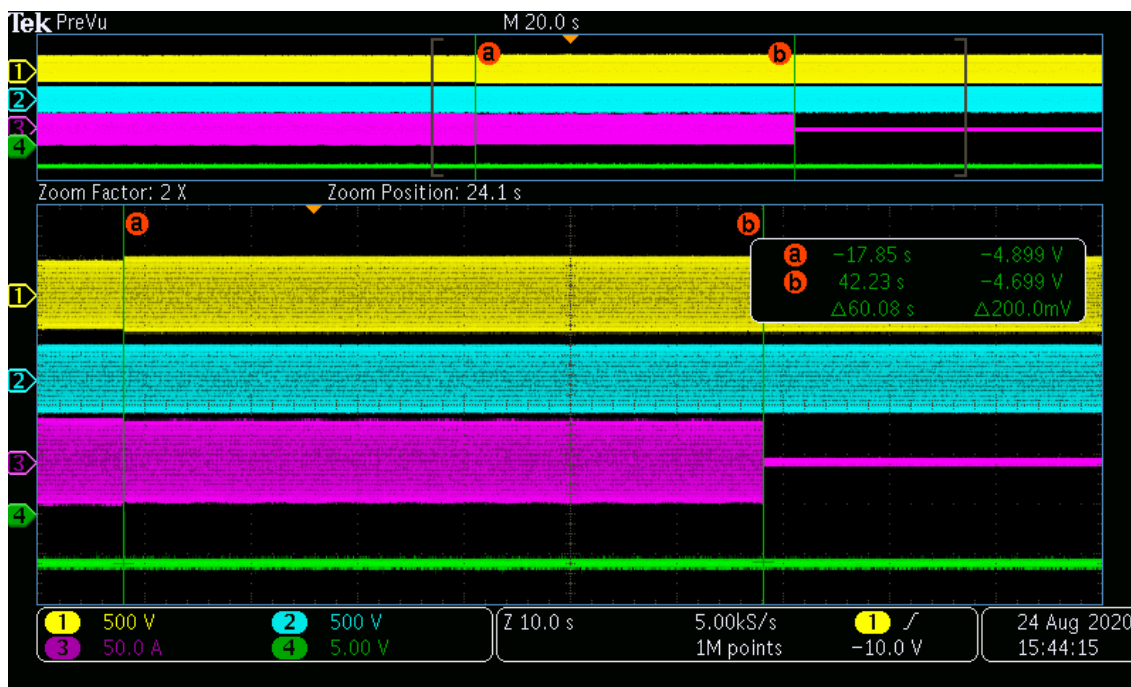 Tek PreVu M 20.0 s
a b
1
2
3
4
Zoom Factor: 2 X Zoom Position: 24.1 s
a b
a −17.85 s −4.899 V
b 42.23 s −4.699 V
△60.08 s △200.0mV
1
2
3
4
1 500 V 2 500 V Z 10.0 s 5.00kS/s 1 24 Aug 2020
3 50.0 A 4 5.00 V 1M points −10.0 V 15:44:15